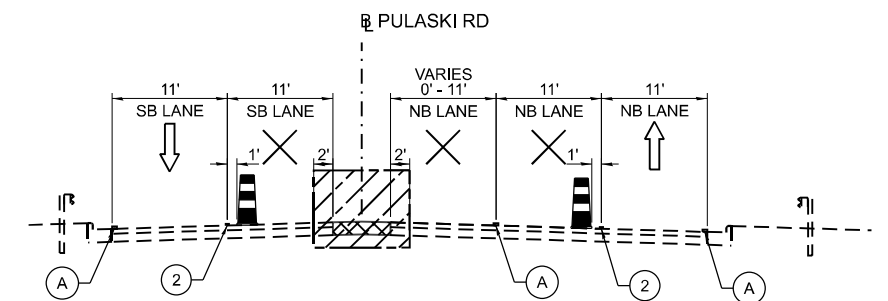 ℄ PULASKI RD
VARIES
11' 11' 0' - 11' 11' 11'
SB LANE SB LANE NB LANE NB LANE NB LANE
1' 2' 2' 1'
A 2 A 2 A